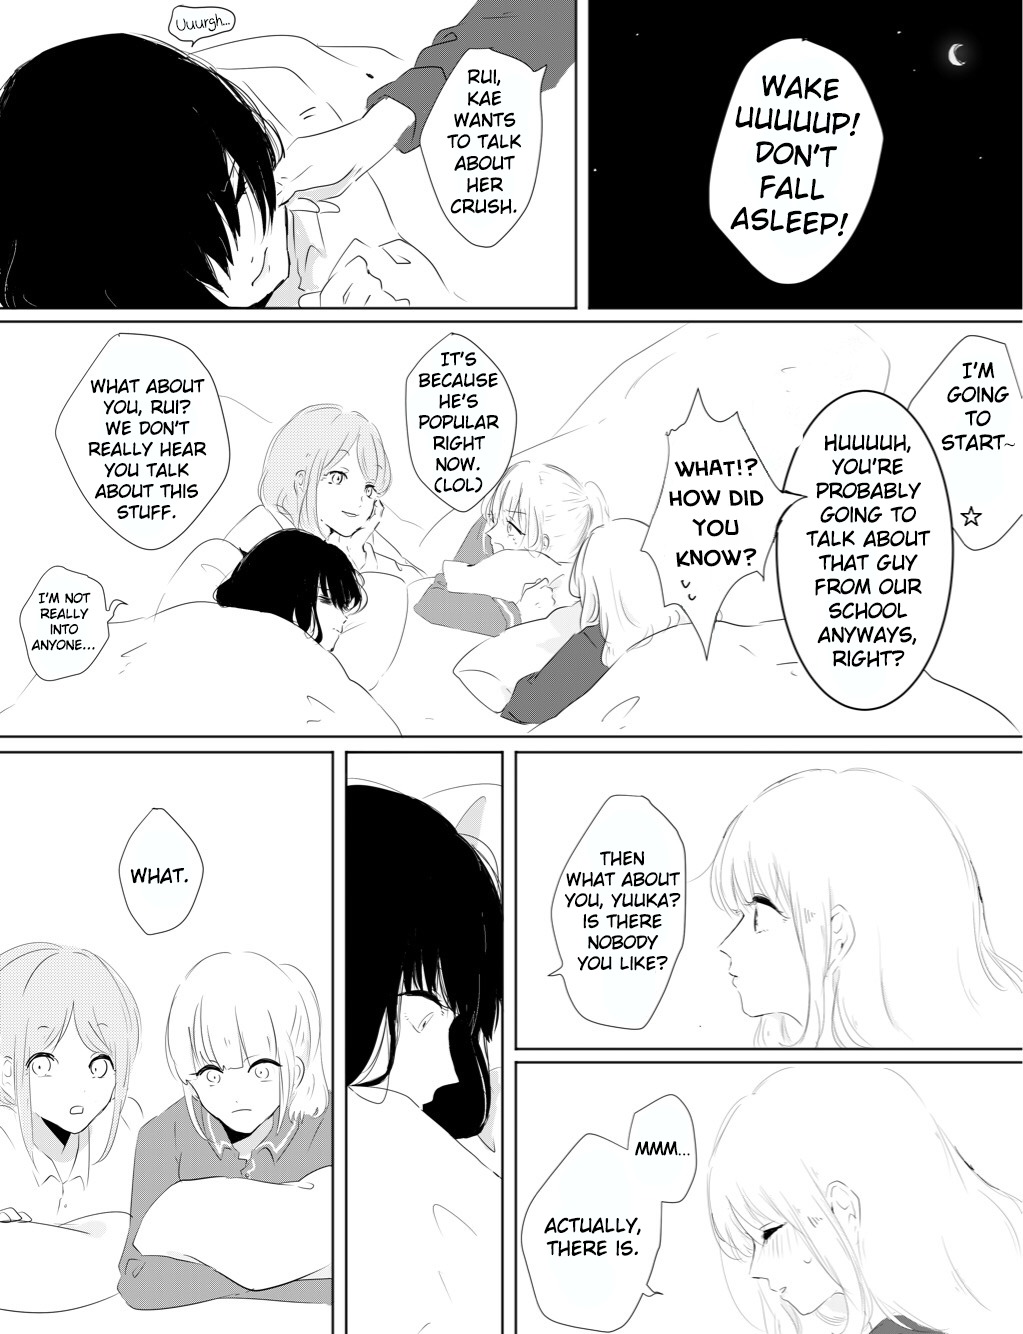 WAKE
UUUUUP!
DON'T
FALL
ASLEEP!
RUI,
KAE
WANTS
TO TALK
ABOUT
HER
CRUSH.
Uuurgh...
I'M
GOING
TO
START~
☆
HUUUUH,
YOU'RE
PROBABLY
GOING TO
TALK ABOUT
THAT GUY
FROM OUR
SCHOOL
ANYWAYS,
RIGHT?
WHAT!?
HOW DID
YOU
KNOW?
IT'S
BECAUSE
HE'S
POPULAR
RIGHT
NOW.
(LOL)
WHAT ABOUT
YOU, RUI?
WE DON'T
REALLY HEAR
YOU TALK
ABOUT THIS
STUFF.
I'M NOT
REALLY
INTO
ANYONE...
THEN
WHAT ABOUT
YOU, YUUKA?
IS THERE
NOBODY
YOU LIKE?
MMM...
ACTUALLY,
THERE IS.
WHAT.